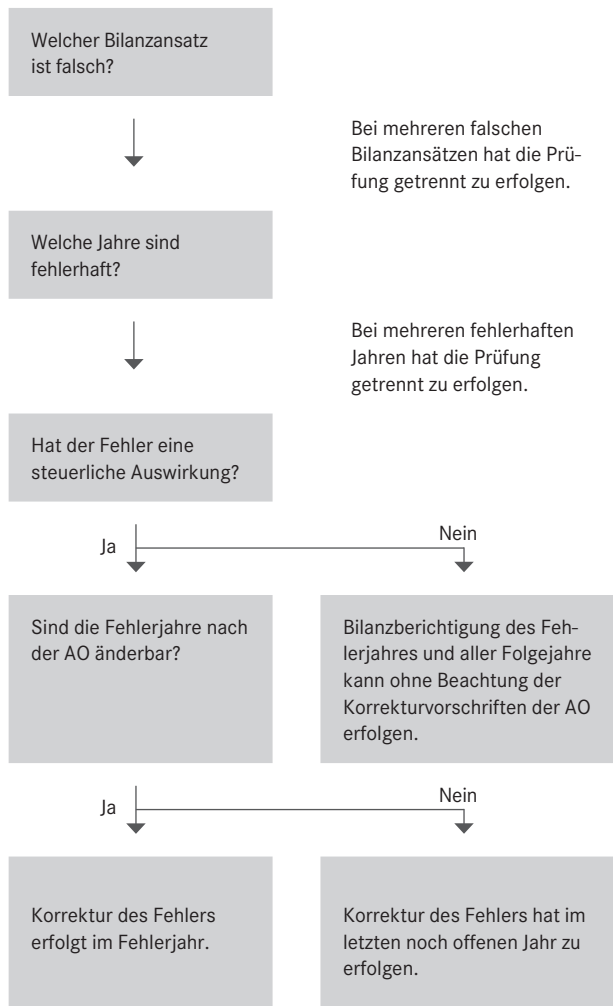 Welcher Bilanzansatz
ist falsch?
Bei mehreren falschen
Bilanzansätzen hat die Prü-
fung getrennt zu erfolgen.
Welche Jahre sind
fehlerhaft?
Bei mehreren fehlerhaften
Jahren hat die Prüfung
getrennt zu erfolgen.
Hat der Fehler eine
steuerliche Auswirkung?
Ja
Nein
Sind die Fehlerjahre nach
der AO änderbar?
Bilanzberichtigung des Feh-
lerjahres und aller Folgejahre
kann ohne Beachtung der
Korrekturvorschriften der AO
erfolgen.
Ja
Nein
Korrektur des Fehlers
erfolgt im Fehlerjahr.
Korrektur des Fehlers hat im
letzten noch offenen Jahr zu
erfolgen.